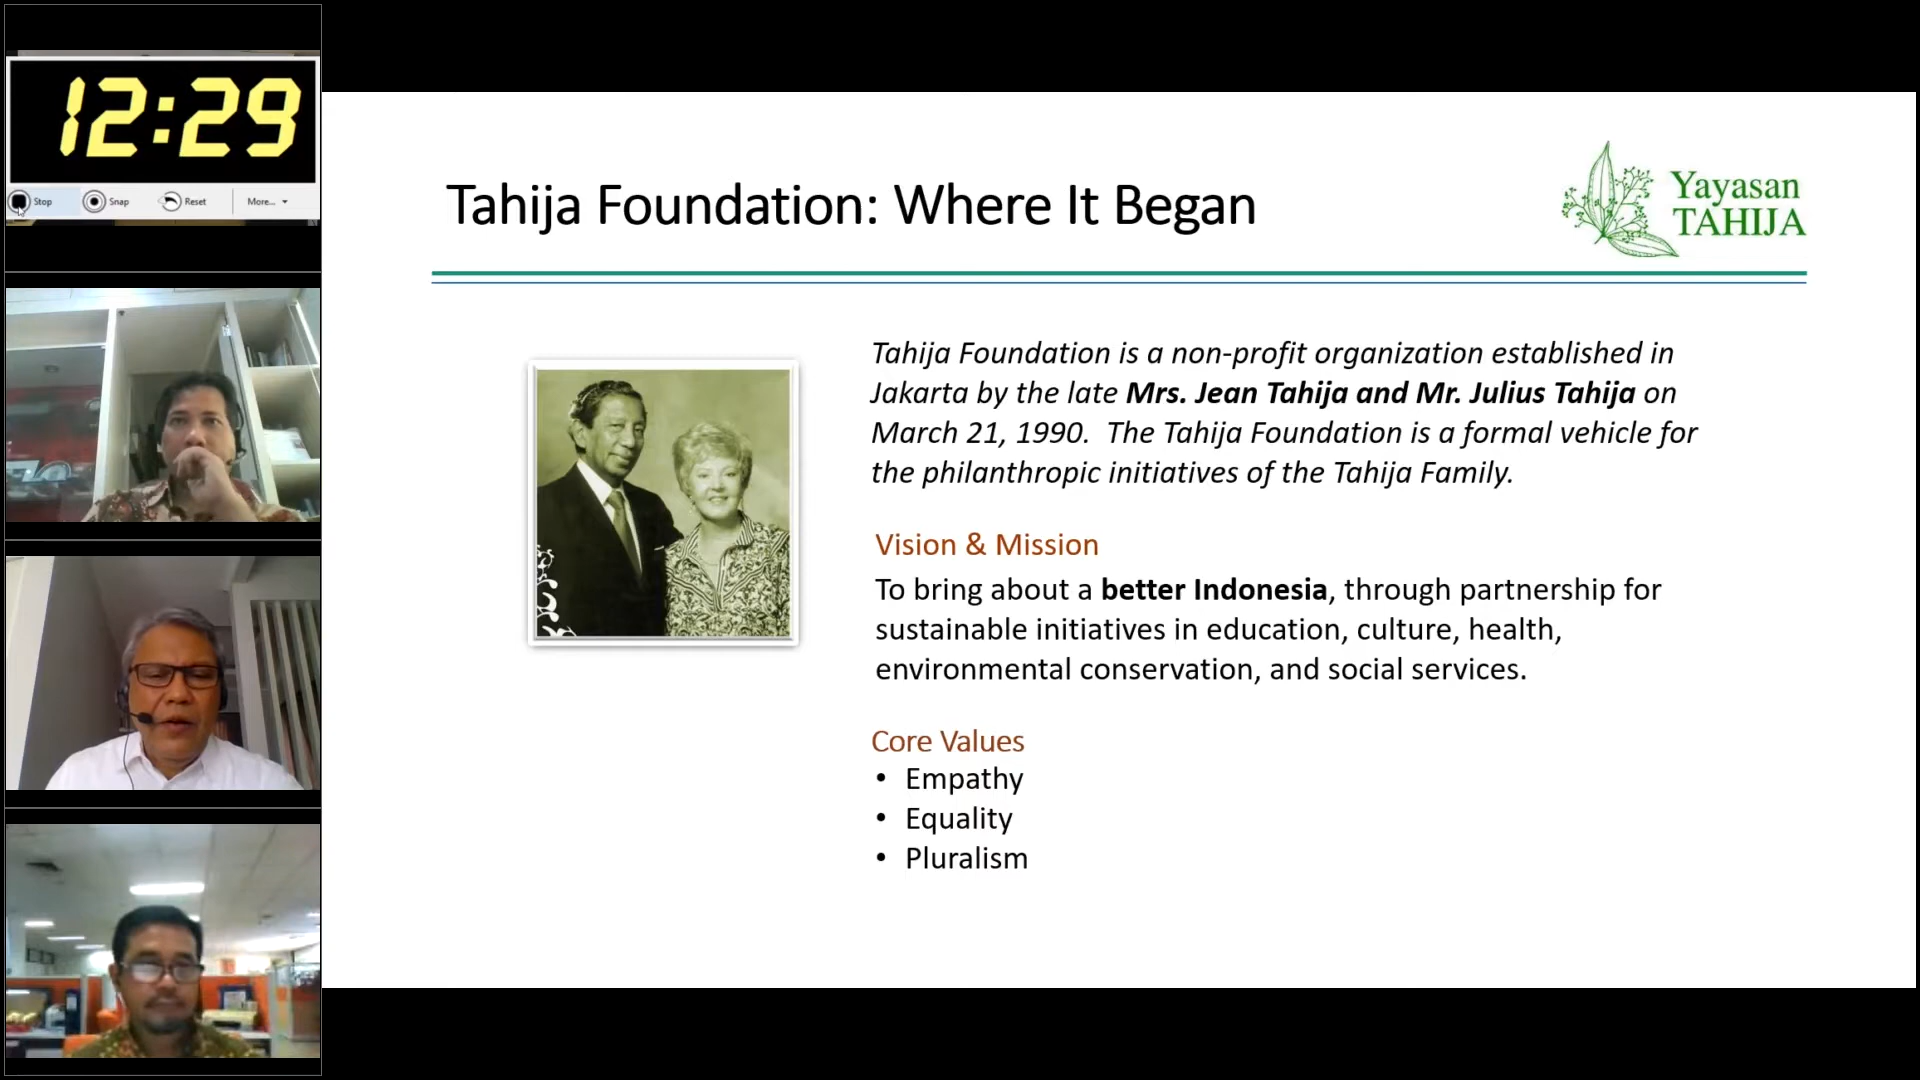 12:29
Stop
Snap
Reset
More...
Tahija Foundation: Where It Began
Yayasan
TAHIJA
Tahija Foundation is a non-profit organization established in
Jakarta by the late Mrs. Jean Tahija and Mr. Julius Tahija on
March 21, 1990. The Tahija Foundation is a formal vehicle for
the philanthropic initiatives of the Tahija Family.
Vision & Mission
To bring about a better Indonesia, through partnership for
sustainable initiatives in education, culture, health,
environmental conservation, and social services.
Core Values
• Empathy
• Equality
• Pluralism